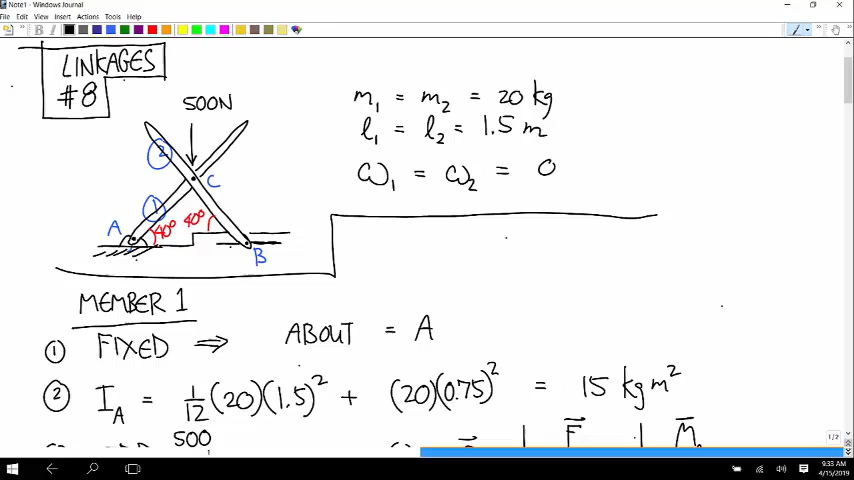 Note1 - Windows Journal
File Edit View Insert Actions Tools Help
B I
LINKAGES
#8
500N
2
C
1
A
40° 40°
B
m₁ = m₂ = 20 kg
l₁ = l₂ = 1.5 m
ω₁ = ω₂ = 0
MEMBER 1
① FIXED ⇒ ABOUT = A
② I_A = 1/12 (20)(1.5)² + (20)(0.75)² = 15 kgm²
500
F M
1/2
9:33 AM
4/15/2019